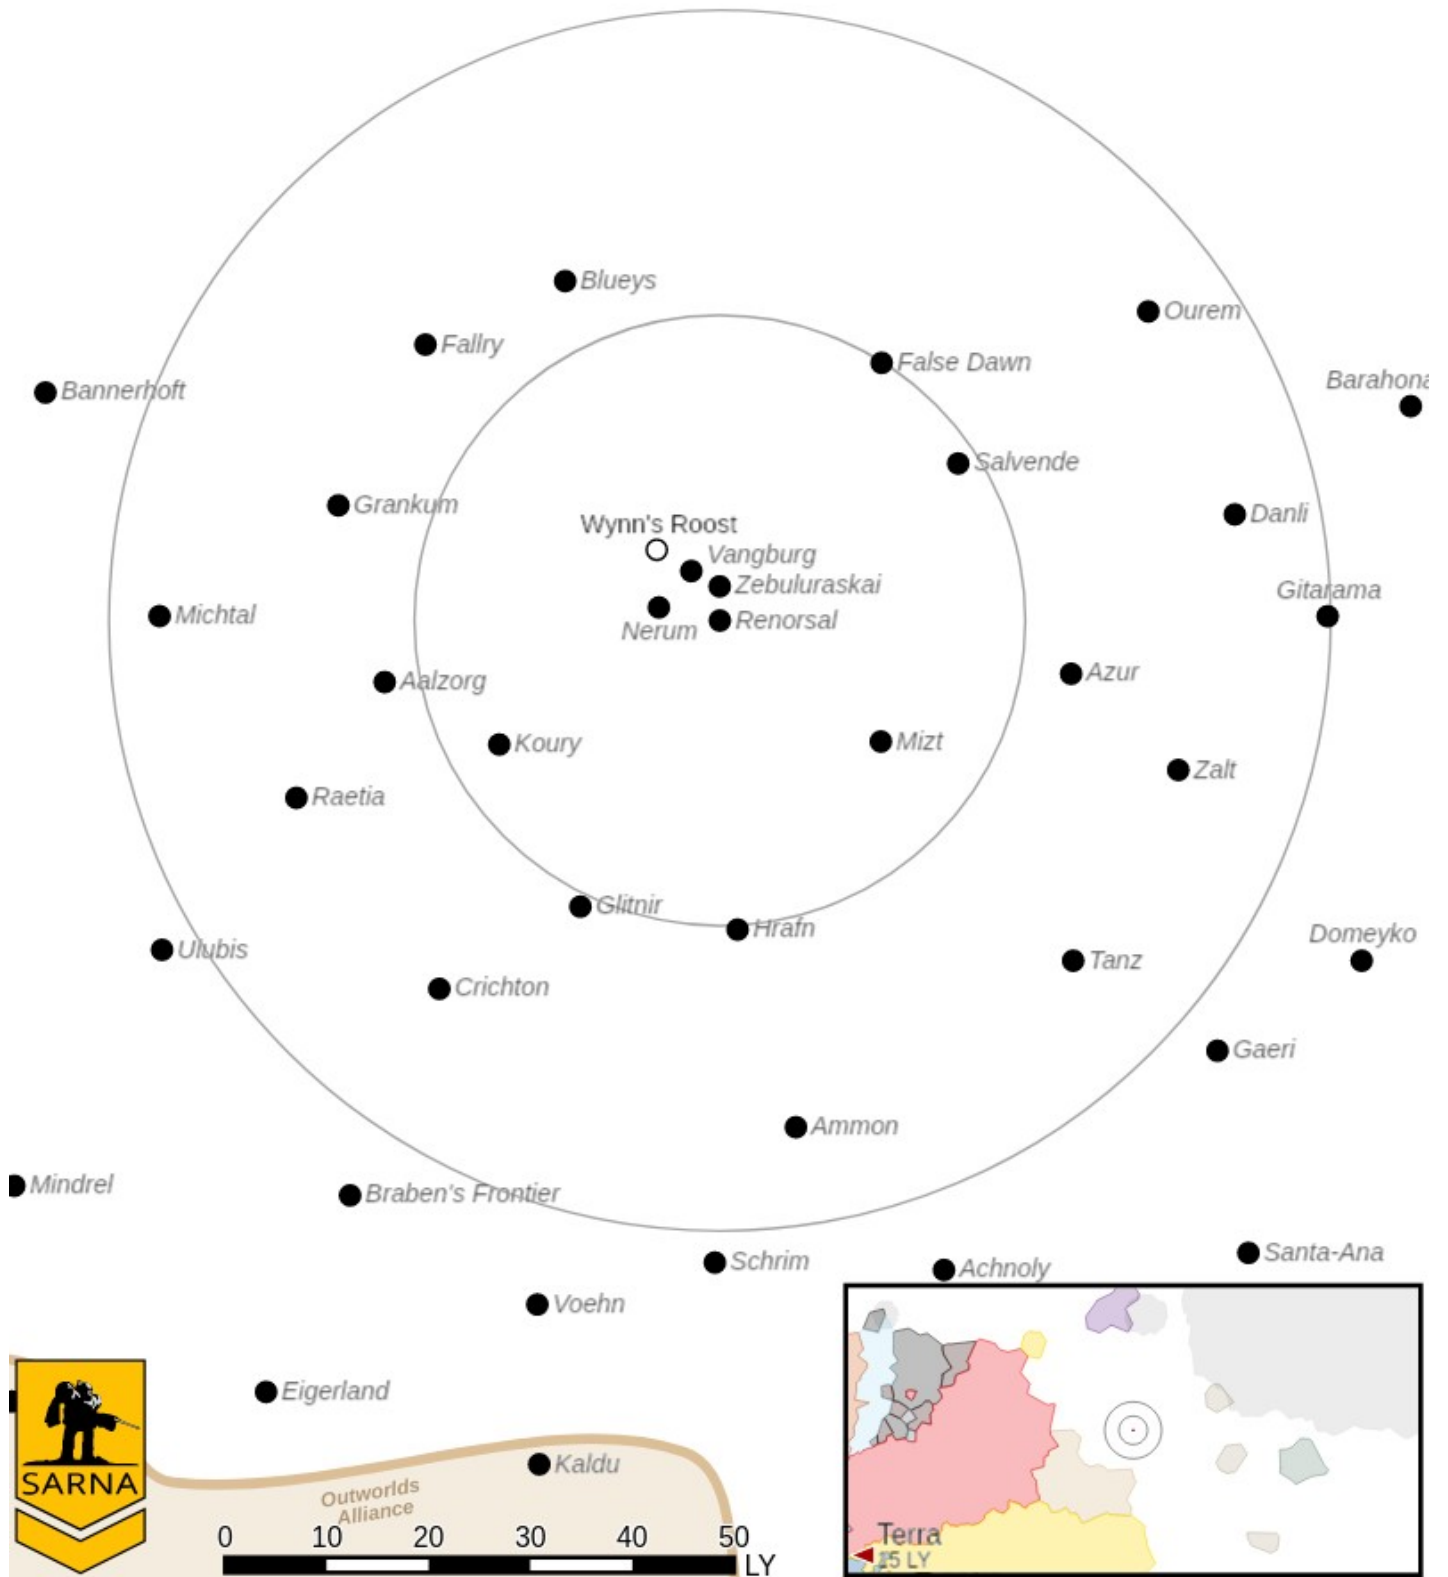 Blueys
Ourem
Fallry
False Dawn
Barahona
Bannerhoft
Salvende
Grankum
Danli
Wynn's Roost
Vangburg
Zebuluraskai
Gitarama
Michtal
Renorsal
Nerum
Azur
Aalzorg
Koury
Mizt
Zalt
Raetia
Glitnir
Hrafn
Domeyko
Ulubis
Tanz
Crichton
Gaeri
Ammon
Mindrel
Braben's Frontier
Schrim
Santa-Ana
Achnoly
Voehn
Eigerland
Kaldu
SARNA
Outworlds
Alliance
0 10 20 30 40 50
LY
Terra